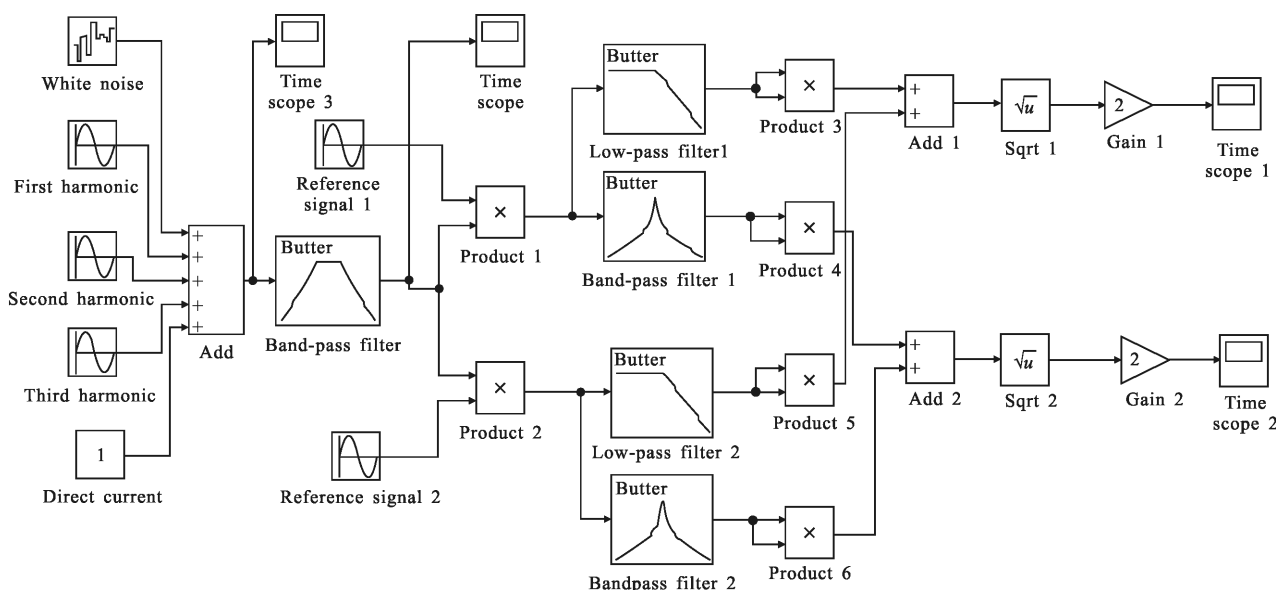 White noise
First harmonic
Second harmonic
Third harmonic
1
Direct current
+
+
+
+
+
Add
Time
scope 3
Butter
Band-pass filter
Time
scope
Reference
signal 1
Reference signal 2
×
Product 1
×
Product 2
Butter
Low-pass filter1
Butter
Band-pass filter 1
Butter
Low-pass filter 2
Butter
Bandpass filter 2
×
Product 3
×
Product 4
×
Product 5
×
Product 6
+
+
Add 1
√u
Sqrt 1
2
Gain 1
Time
scope 1
+
+
Add 2
√u
Sqrt 2
2
Gain 2
Time
scope 2